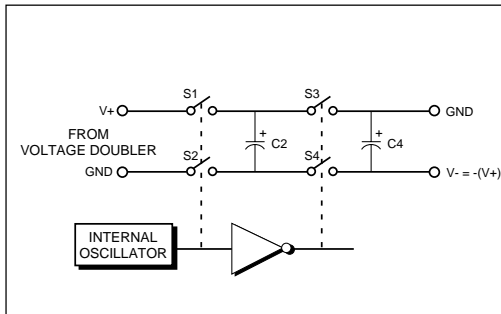 S1
S3
V+
GND
+
C2
+
C4
FROM
VOLTAGE DOUBLER
S2
S4
GND
V- = -(V+)
INTERNAL
OSCILLATOR